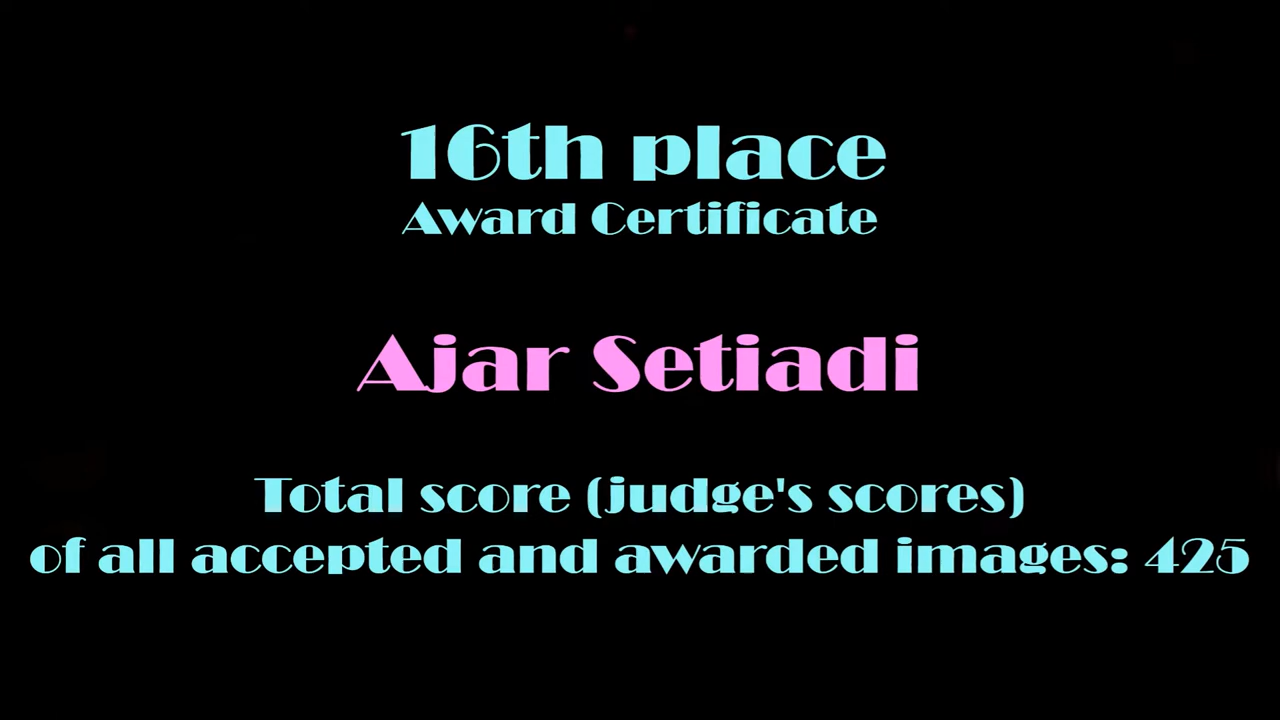 16th place
Award Certificate
Ajar Setiadi
Total score (judge's scores)
of all accepted and awarded images: 425